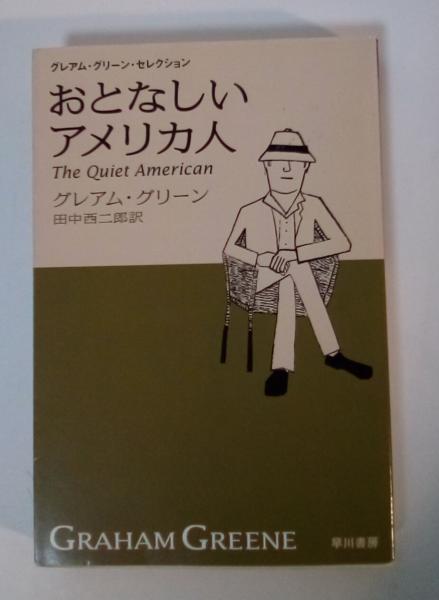 グレアム・グリーン・セレクション
おとなしい
アメリカ人
The Quiet American
グレアム・グリーン
田中西二郎訳
GRAHAM GREENE
早川書房